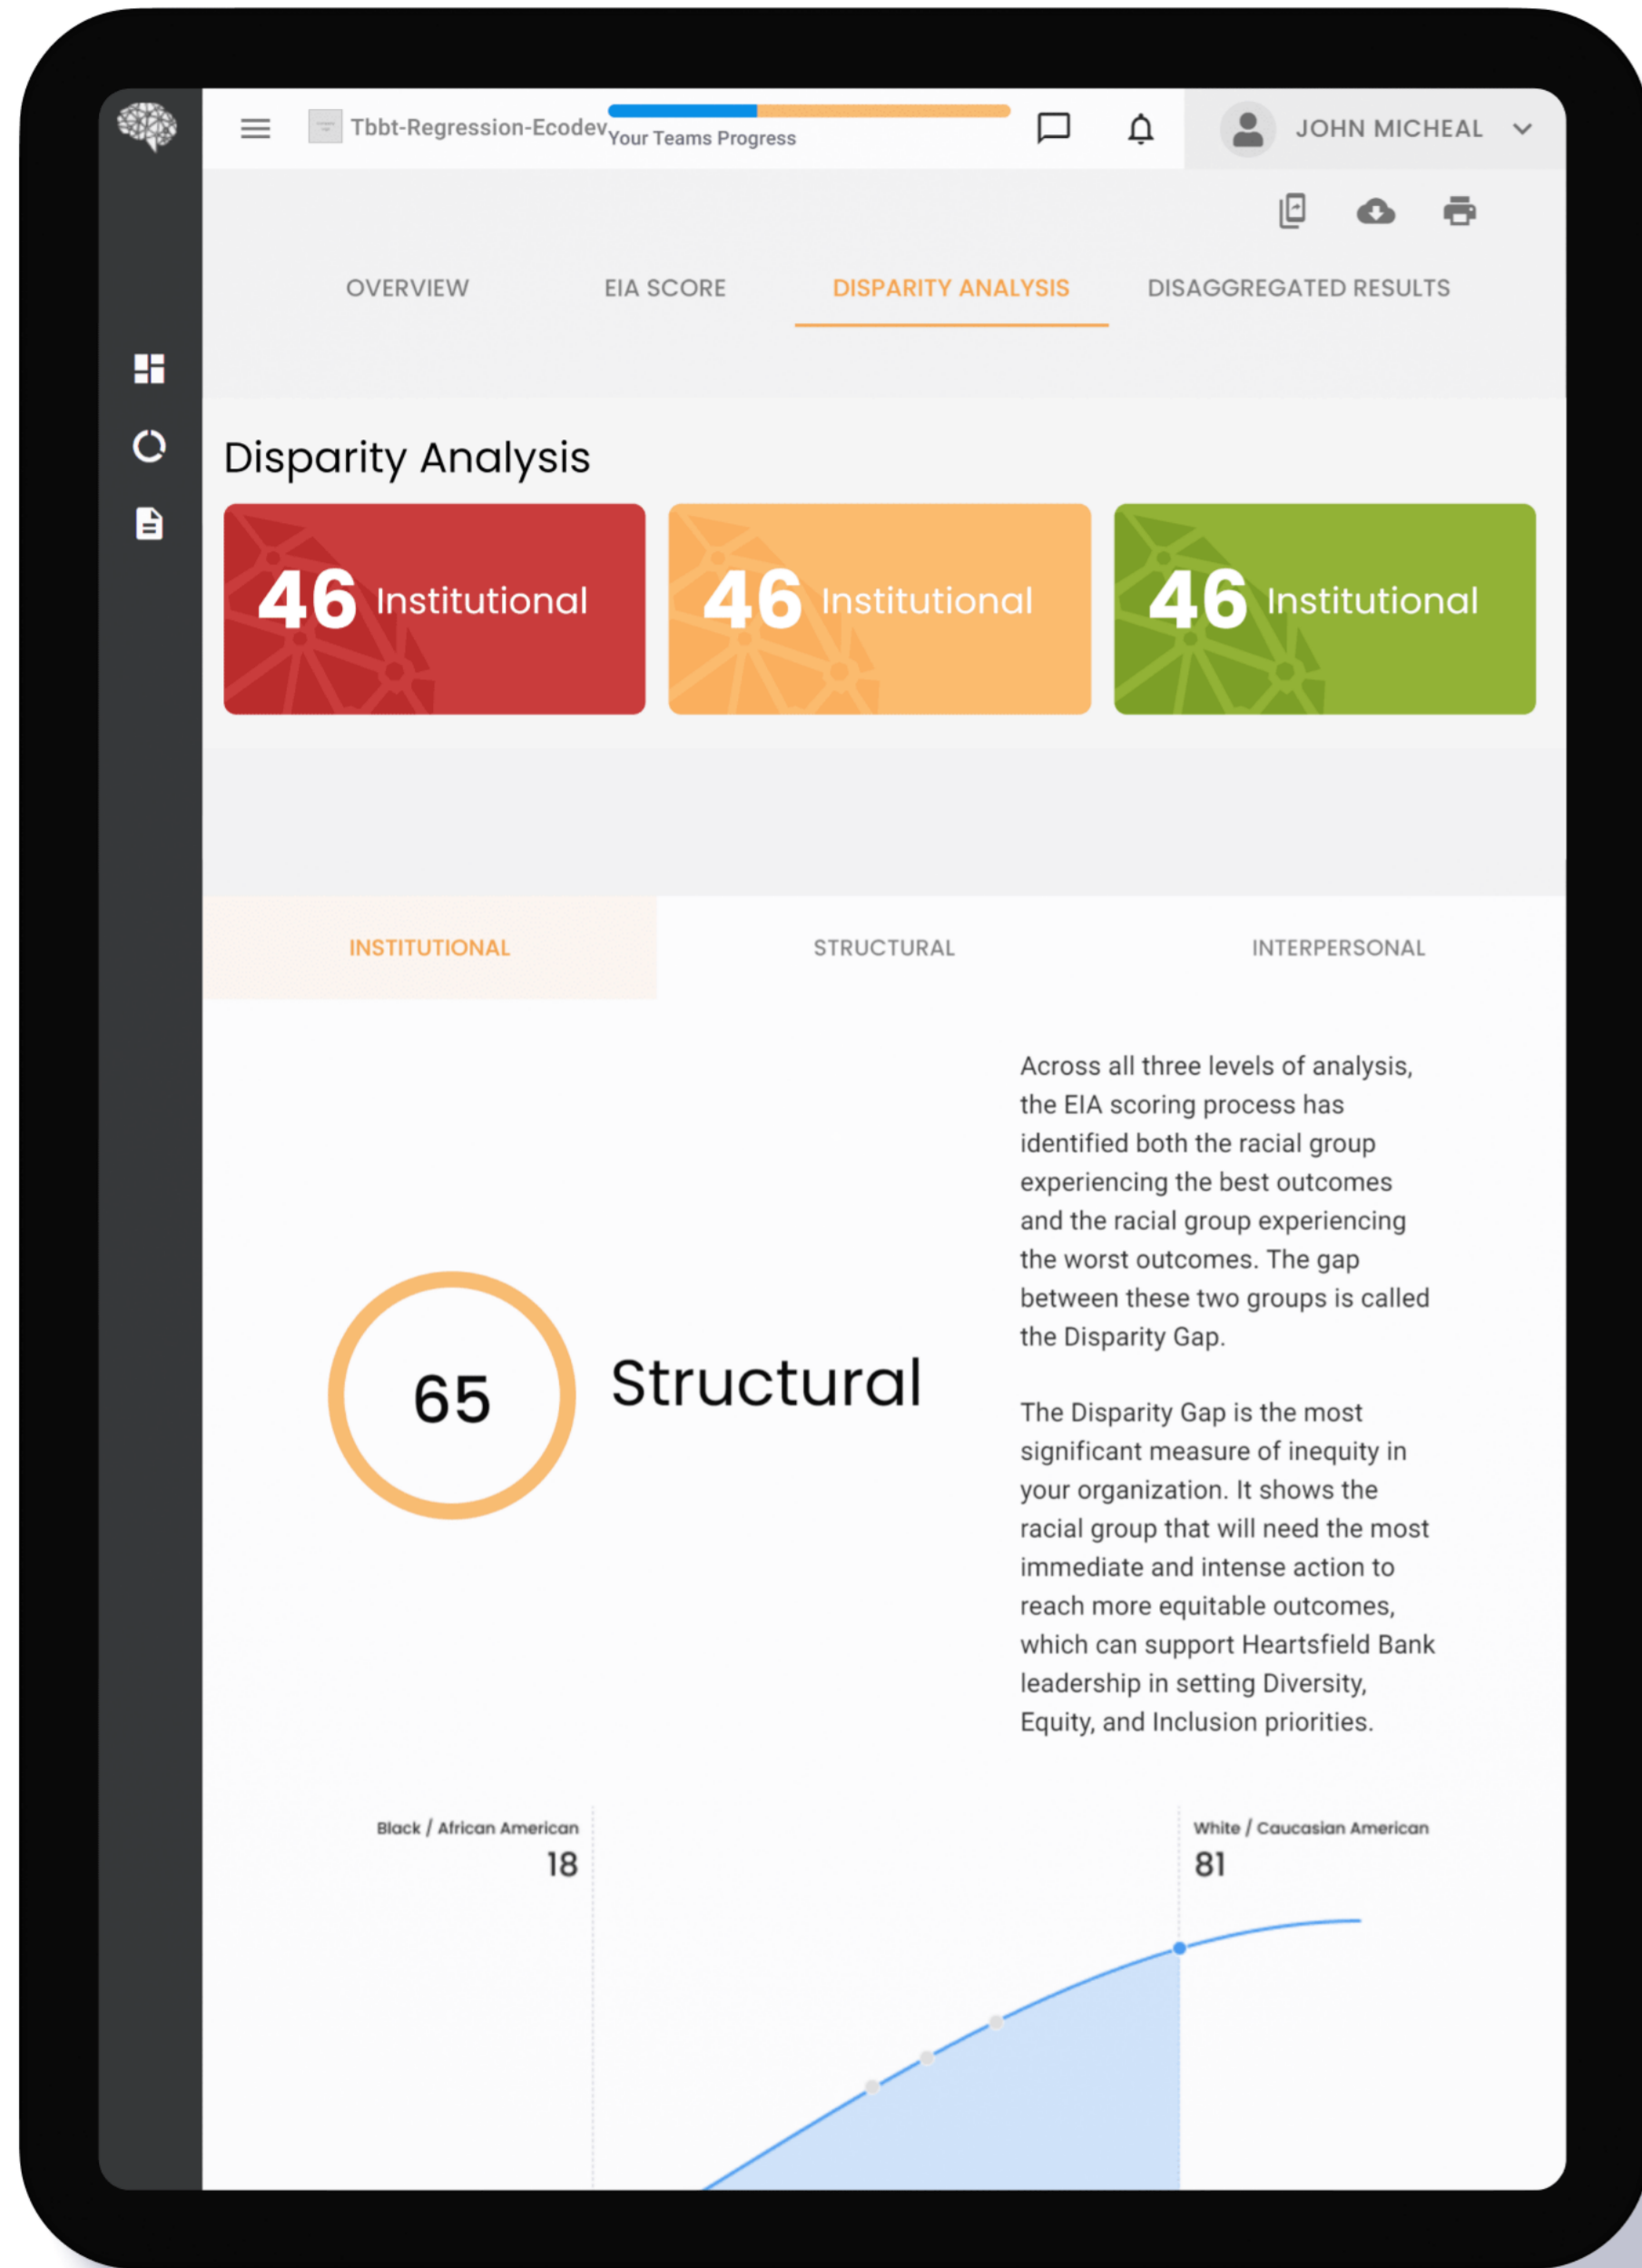 Tbbt-Regression-Ecodev
Your Teams Progress
JOHN MICHEAL
OVERVIEW
EIA SCORE
DISPARITY ANALYSIS
DISAGGREGATED RESULTS
Disparity Analysis
46 Institutional
46 Institutional
46 Institutional
INSTITUTIONAL
STRUCTURAL
INTERPERSONAL
65
Structural
Across all three levels of analysis,
the EIA scoring process has
identified both the racial group
experiencing the best outcomes
and the racial group experiencing
the worst outcomes. The gap
between these two groups is called
the Disparity Gap.
The Disparity Gap is the most
significant measure of inequity in
your organization. It shows the
racial group that will need the most
immediate and intense action to
reach more equitable outcomes,
which can support Heartsfield Bank
leadership in setting Diversity,
Equity, and Inclusion priorities.
Black / African American
18
White / Caucasian American
81